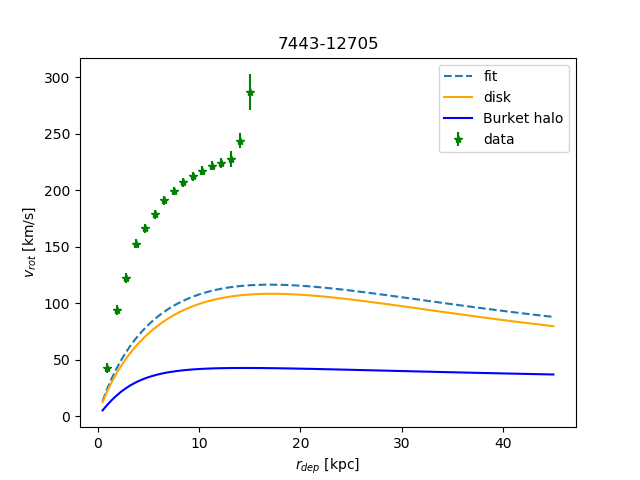 7443-12705
300
250
200
150
100
50
0
v_rot [km/s]
fit
disk
Burket halo
data
0 10 20 30 40
r_dep [kpc]